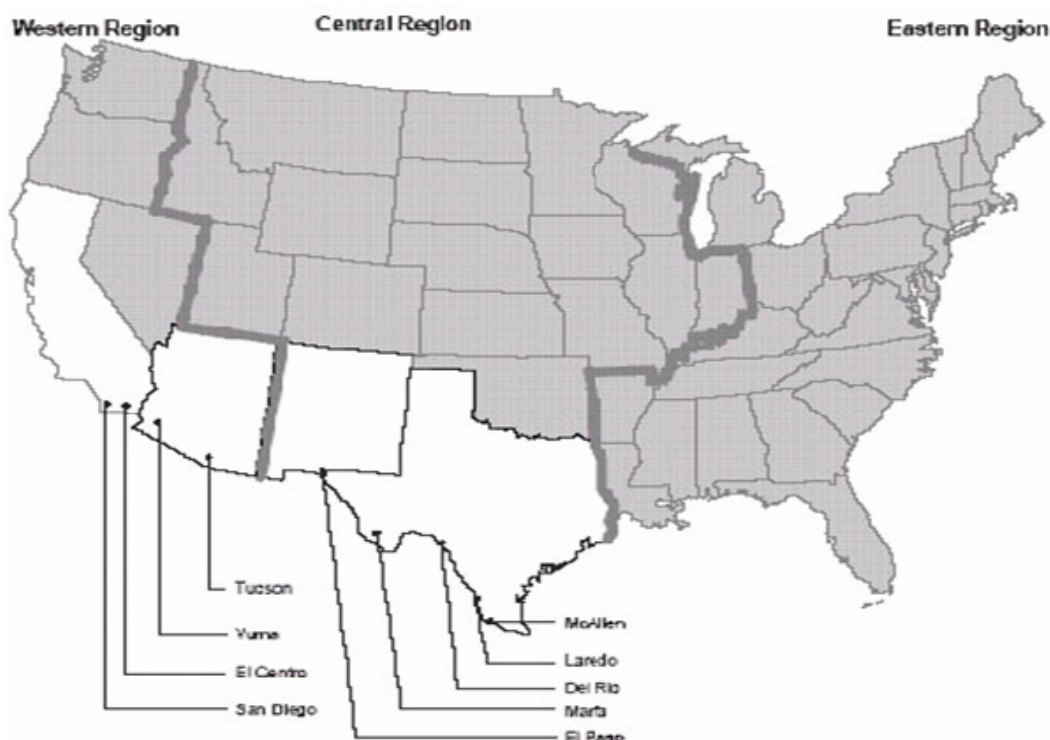 Western Region
Central Region
Eastern Region
Tucson
Yuma
El Centro
San Diego
McAllen
Laredo
Del Rio
Marfa
El Paso